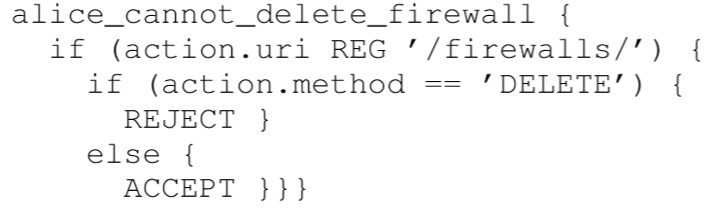 alice_cannot_delete_firewall {
if (action.uri REG '/firewalls/') {
if (action.method == 'DELETE') {
REJECT }
else {
ACCEPT }}}